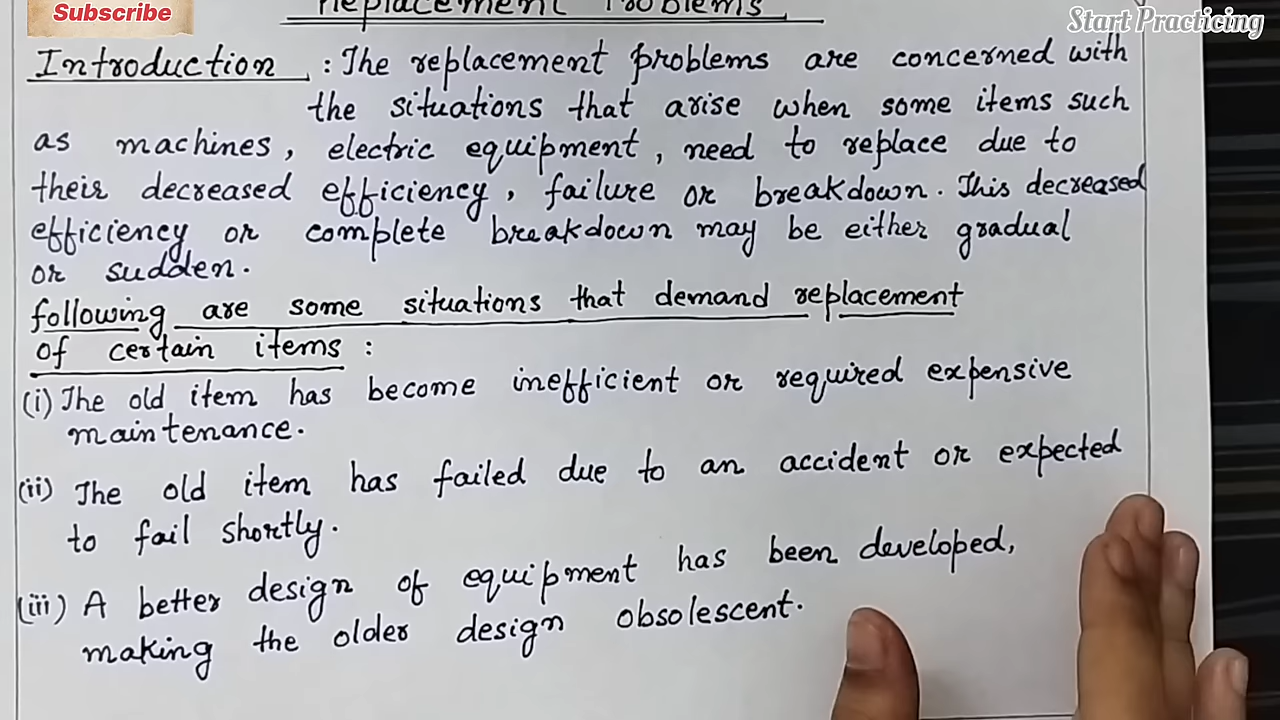 Subscribe
Start Practicing
Replacement Problems
Introduction : The replacement problems are concerned with
the situations that arise when some items such
as machines, electric equipment, need to replace due to
their decreased efficiency, failure or breakdown. This decreased
efficiency or complete breakdown may be either gradual
or sudden.
following are some situations that demand replacement
of certain items :
(i) The old item has become inefficient or required expensive
maintenance.
(ii) The old item has failed due to an accident or expected
to fail shortly.
(iii) A better design of equipment has been developed,
making the older design obsolescent.